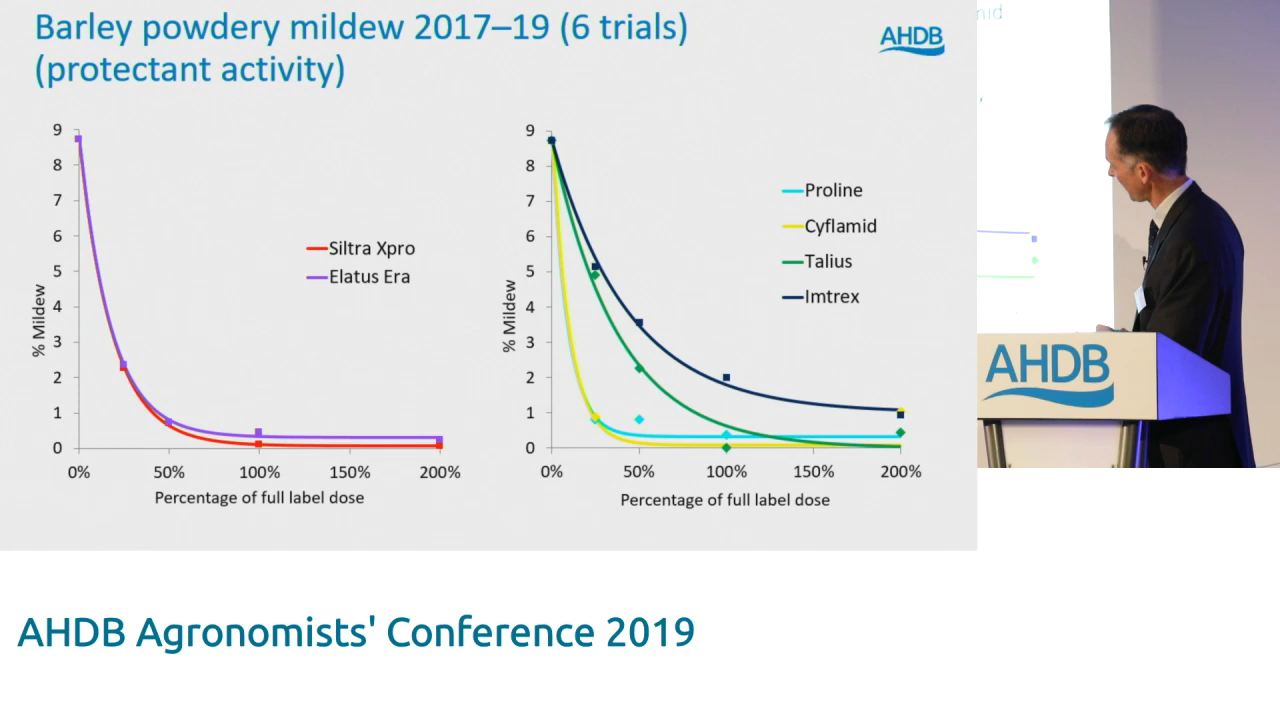 Barley powdery mildew 2017–19 (6 trials)
(protectant activity)
AHDB
% Mildew
9
8
7
6
5
4
3
2
1
0
0%
50%
100%
150%
200%
Percentage of full label dose
Siltra Xpro
Elatus Era
% Mildew
9
8
7
6
5
4
3
2
1
0
0%
50%
100%
150%
200%
Percentage of full label dose
Proline
Cyflamid
Talius
Imtrex
AHDB
AHDB Agronomists' Conference 2019